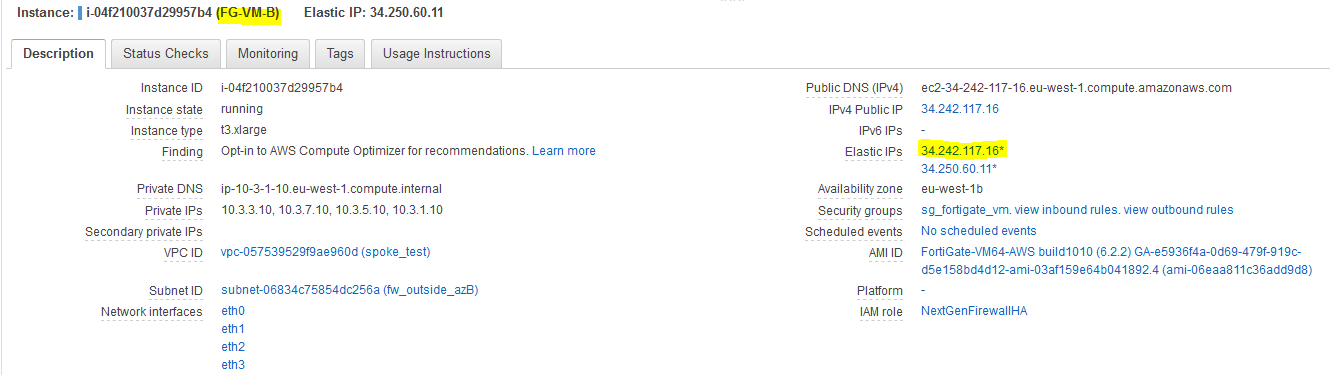 Instance: i-04f210037d29957b4 (FG-VM-B) Elastic IP: 34.250.60.11
Description Status Checks Monitoring Tags Usage Instructions
Instance ID i-04f210037d29957b4 Public DNS (IPv4) ec2-34-242-117-16.eu-west-1.compute.amazonaws.com
Instance state running IPv4 Public IP 34.242.117.16
Instance type t3.xlarge IPv6 IPs -
Finding Opt-in to AWS Compute Optimizer for recommendations. Learn more Elastic IPs 34.242.117.16*
34.250.60.11*
Private DNS ip-10-3-1-10.eu-west-1.compute.internal Availability zone eu-west-1b
Private IPs 10.3.3.10, 10.3.7.10, 10.3.5.10, 10.3.1.10 Security groups sg_fortigate_vm. view inbound rules. view outbound rules
Secondary private IPs Scheduled events No scheduled events
VPC ID vpc-057539529f9ae960d (spoke_test) AMI ID FortiGate-VM64-AWS build1010 (6.2.2) GA-e5936f4a-0d69-479f-919c-
d5e158bd4d12-ami-03af159e64b041892.4 (ami-06eaa811c36add9d8)
Subnet ID subnet-06834c75854dc256a (fw_outside_azB) Platform -
Network interfaces eth0 IAM role NextGenFirewallHA
eth1
eth2
eth3